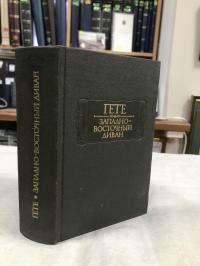 ГЕТЕ
ЗАПАДНО-
ВОСТОЧНЫЙ
ДИВАН
ГЕТЕ ★ ЗАПАДНО-ВОСТОЧНЫЙ ДИВАН